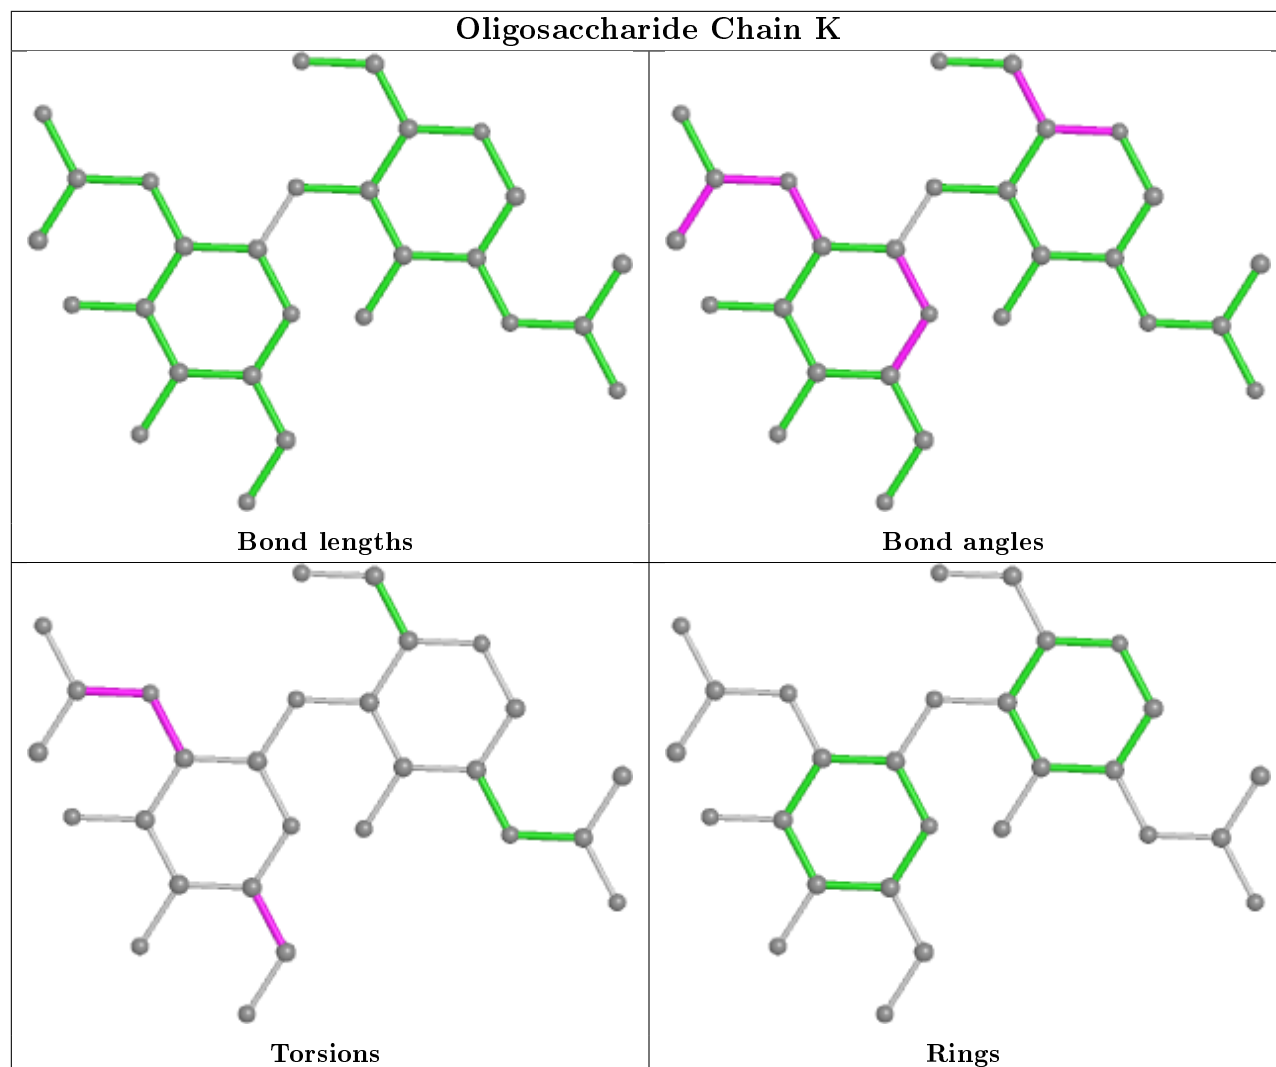 Oligosaccharide Chain K
Bond lengths
Bond angles
Torsions
Rings